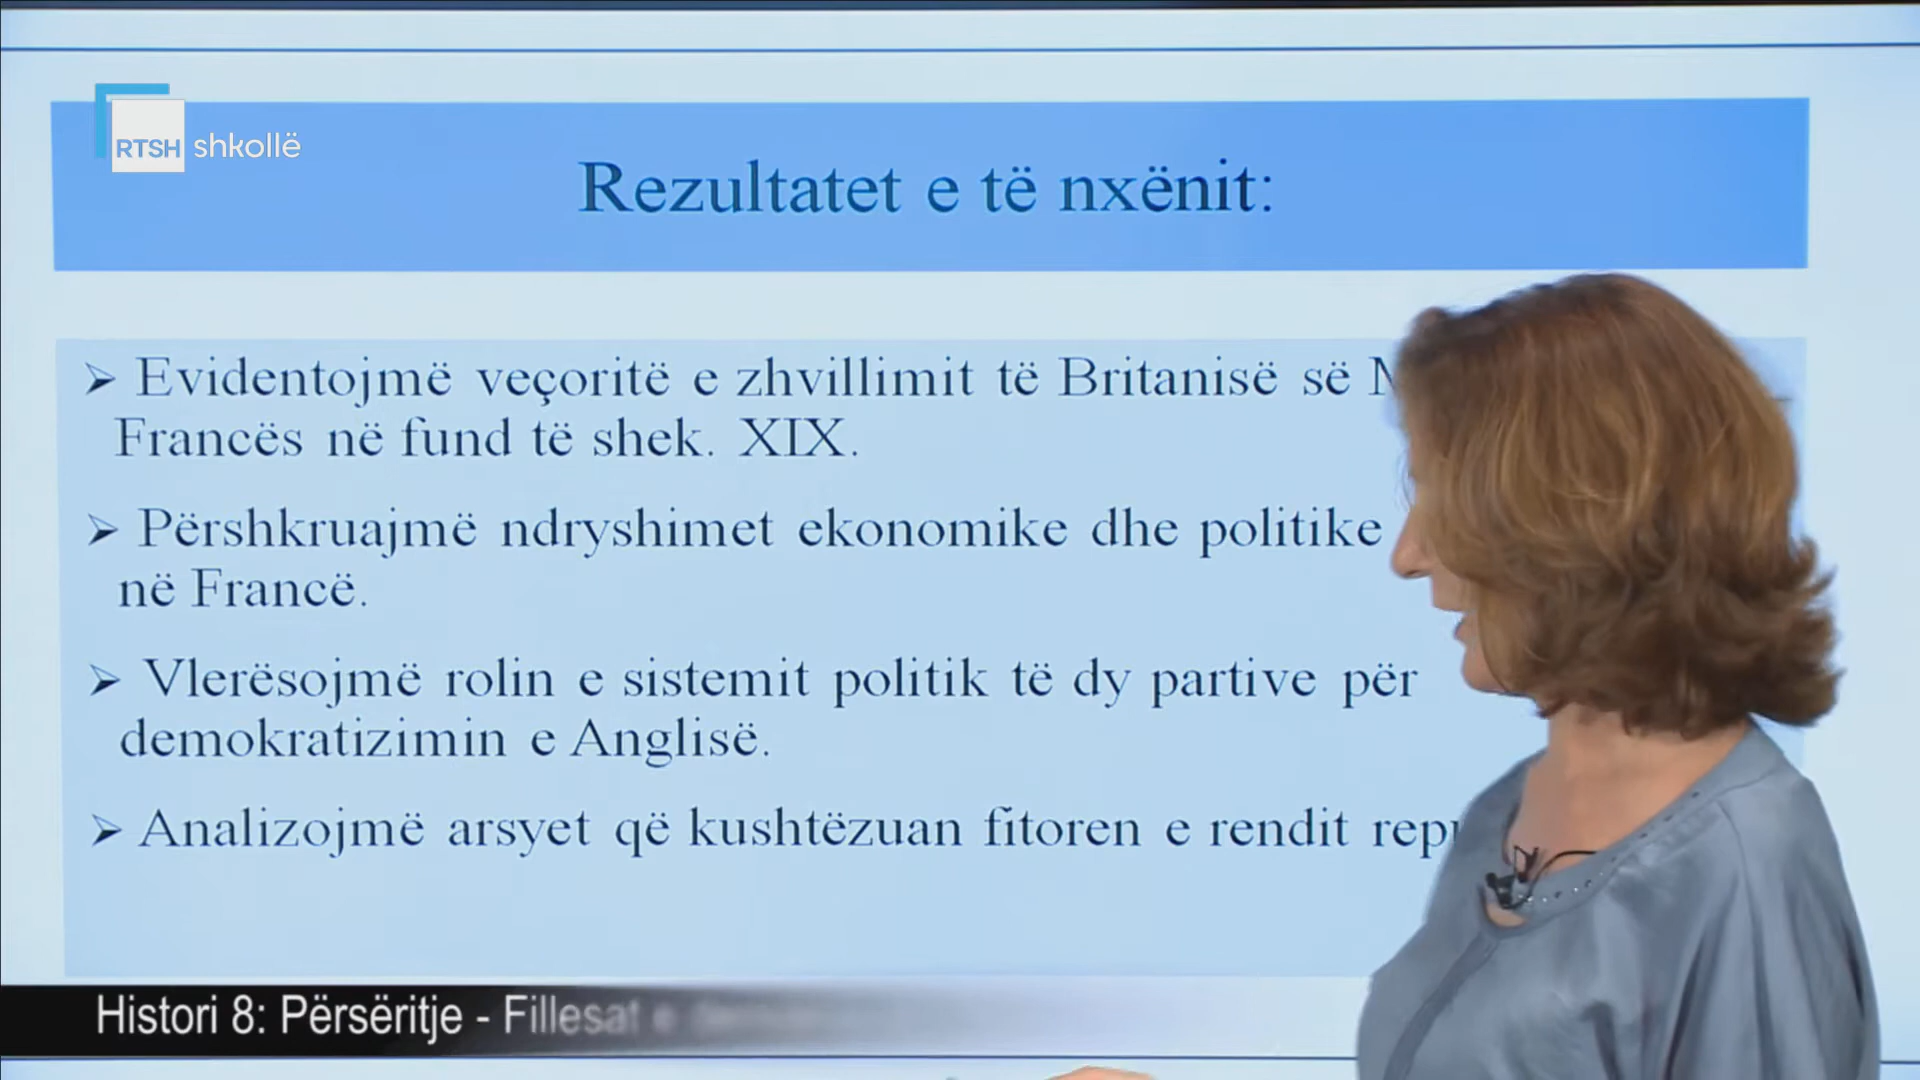 RTSH shkollë
Rezultatet e të nxënit:
➢ Evidentojmë veçoritë e zhvillimit të Britanisë së
Francës në fund të shek. XIX.
➢ Përshkruajmë ndryshimet ekonomike dhe politike
në Francë.
➢ Vlerësojmë rolin e sistemit politik të dy partive për
demokratizimin e Anglisë.
➢ Analizojmë arsyet që kushtëzuan fitoren e rendit
Histori 8: Përsëritje - Fillesat e